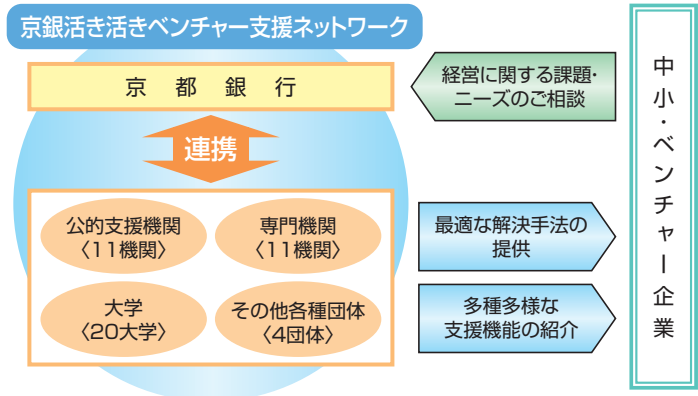 京銀活き活きベンチャー支援ネットワーク
京都銀行
経営に関する課題・
ニーズのご相談
連携
公的支援機関
〈11機関〉
専門機関
〈11機関〉
大学
〈20大学〉
その他各種団体
〈4団体〉
最適な解決手法の
提供
多種多様な
支援機能の紹介
中小・ベンチャー企業